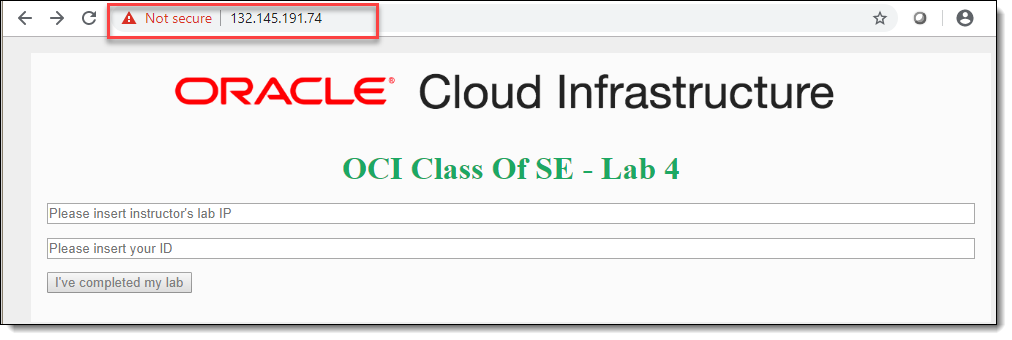 Not secure 132.145.191.74
ORACLE® Cloud Infrastructure
OCI Class Of SE - Lab 4
Please insert instructor's lab IP
Please insert your ID
I've completed my lab